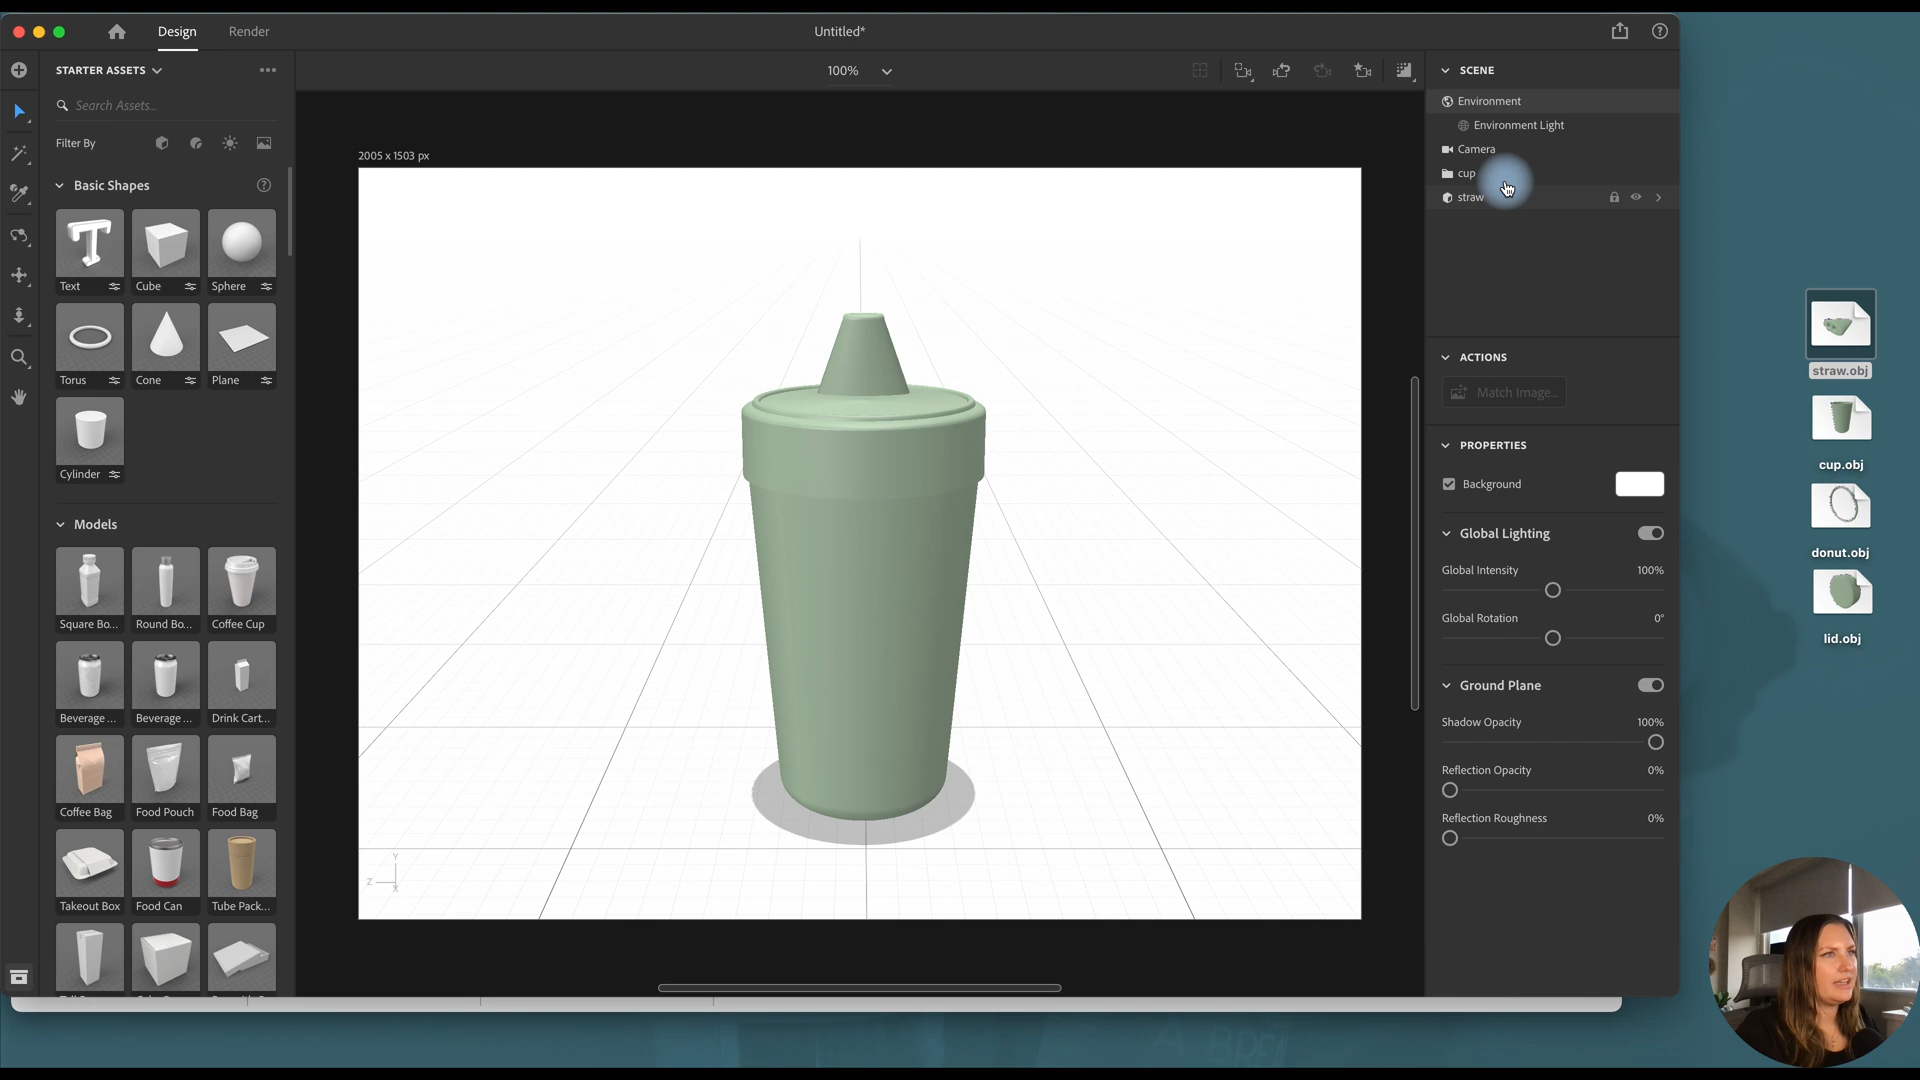 Design
Render
Untitled*
STARTER ASSETS
100%
Search Assets...
Filter By
Basic Shapes
Text
Cube
Sphere
Torus
Cone
Plane
Cylinder
Models
Square Bo...
Round Bo...
Coffee Cup
Beverage ...
Beverage ...
Drink Cart...
Coffee Bag
Food Pouch
Food Bag
Takeout Box
Food Can
Tube Pack...
2005 x 1503 px
Y
Z
X
SCENE
Environment
Environment Light
Camera
cup
straw
ACTIONS
Match Image...
PROPERTIES
Background
Global Lighting
Global Intensity
100%
Global Rotation
0°
Ground Plane
Shadow Opacity
100%
Reflection Opacity
0%
Reflection Roughness
0%
straw.obj
cup.obj
donut.obj
lid.obj